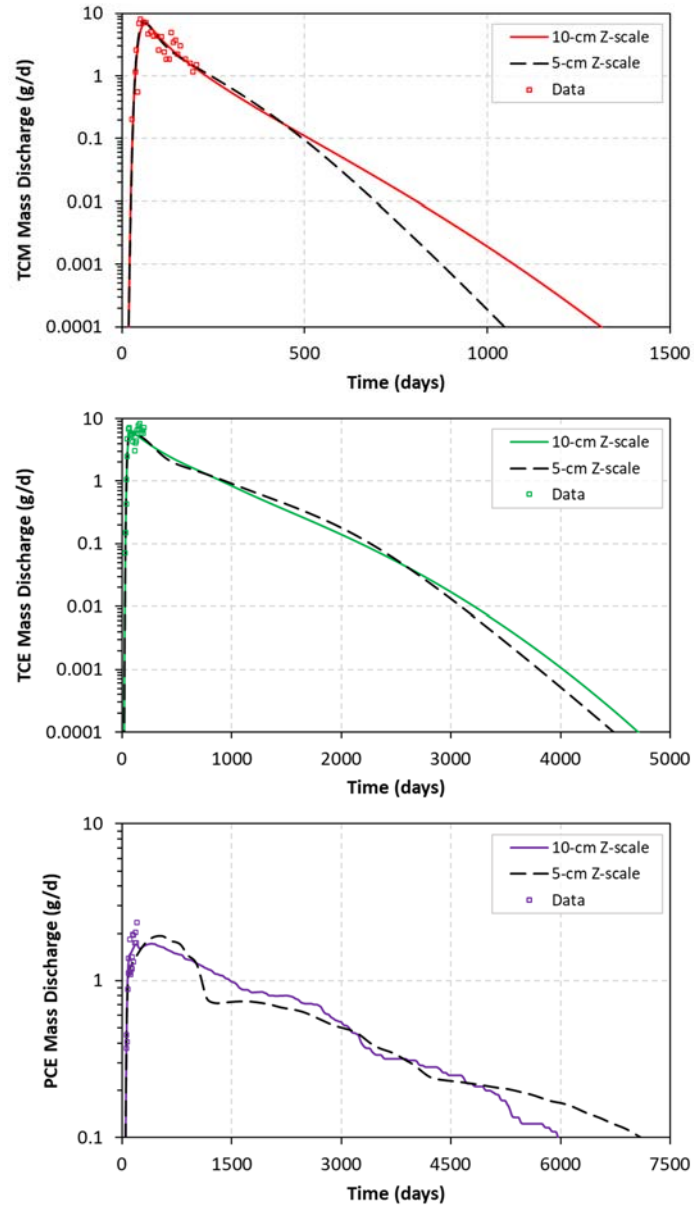 10
1
0.1
0.01
0.001
0.0001
TCM Mass Discharge (g/d)
10-cm Z-scale
5-cm Z-scale
Data
0
500
1000
1500
Time (days)
10
1
0.1
0.01
0.001
0.0001
TCE Mass Discharge (g/d)
10-cm Z-scale
5-cm Z-scale
Data
0
1000
2000
3000
4000
5000
Time (days)
10
1
0.1
PCE Mass Discharge (g/d)
10-cm Z-scale
5-cm Z-scale
Data
0
1500
3000
4500
6000
7500
Time (days)